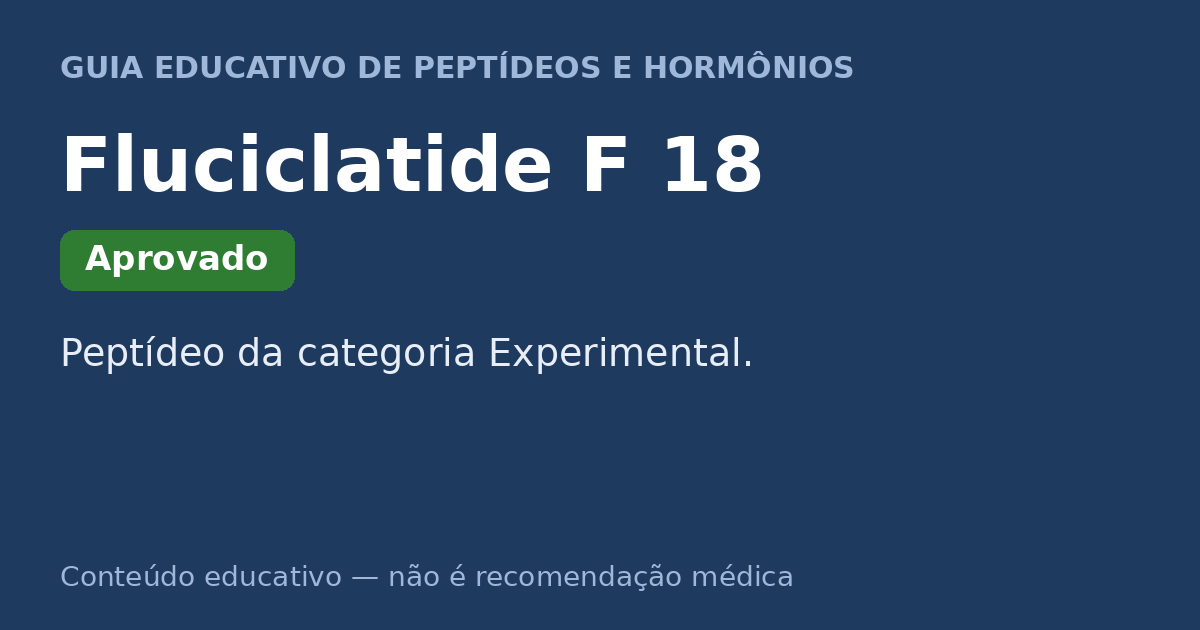 GUIA EDUCATIVO DE PEPTÍDEOS E HORMÔNIOS
Fluciclatide F 18
Aprovado
Peptídeo da categoria Experimental.
Conteúdo educativo — não é recomendação médica